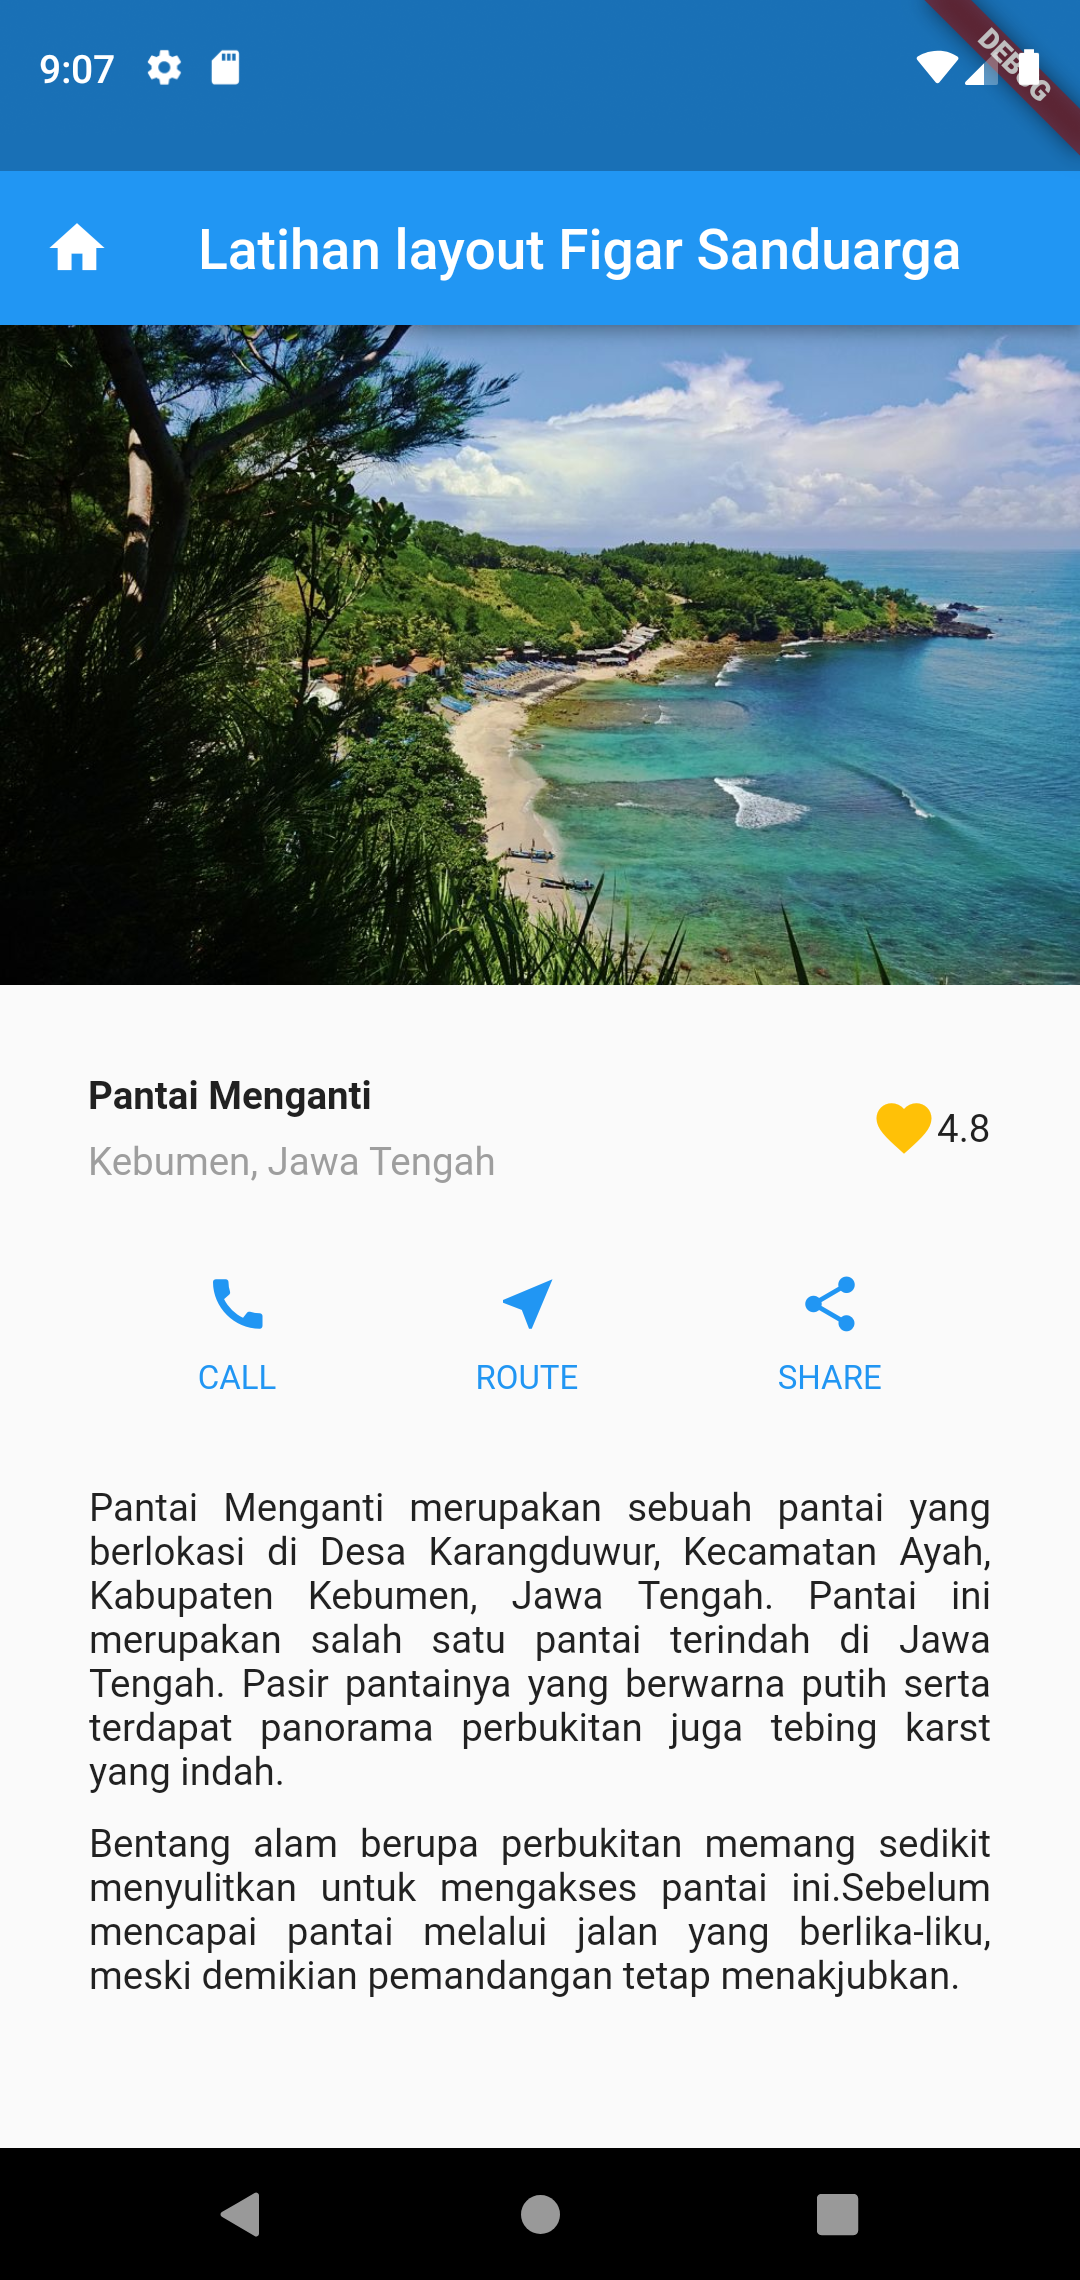 9:07
DEBUG
Latihan layout Figar Sanduarga
Pantai Menganti
Kebumen, Jawa Tengah
4.8
CALL
ROUTE
SHARE
Pantai Menganti merupakan sebuah pantai yang
berlokasi di Desa Karangduwur, Kecamatan Ayah,
Kabupaten Kebumen, Jawa Tengah. Pantai ini
merupakan salah satu pantai terindah di Jawa
Tengah. Pasir pantainya yang berwarna putih serta
terdapat panorama perbukitan juga tebing karst
yang indah.
Bentang alam berupa perbukitan memang sedikit
menyulitkan untuk mengakses pantai ini.Sebelum
mencapai pantai melalui jalan yang berlika-liku,
meski demikian pemandangan tetap menakjubkan.